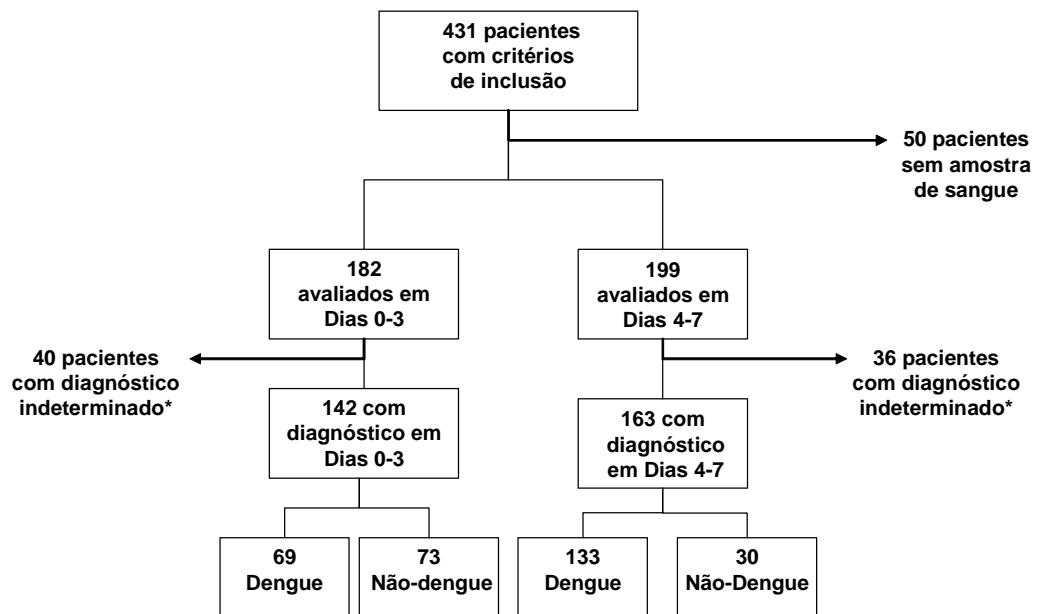 431 pacientes
com critérios
de inclusão
50 pacientes
sem amostra
de sangue
182
avaliados em
Dias 0-3
199
avaliados em
Dias 4-7
40 pacientes
com diagnóstico
indeterminado*
36 pacientes
com diagnóstico
indeterminado*
142 com
diagnóstico em
Dias 0-3
163 com
diagnóstico
em Dias 4-7
69
Dengue
73
Não-dengue
133
Dengue
30
Não-Dengue